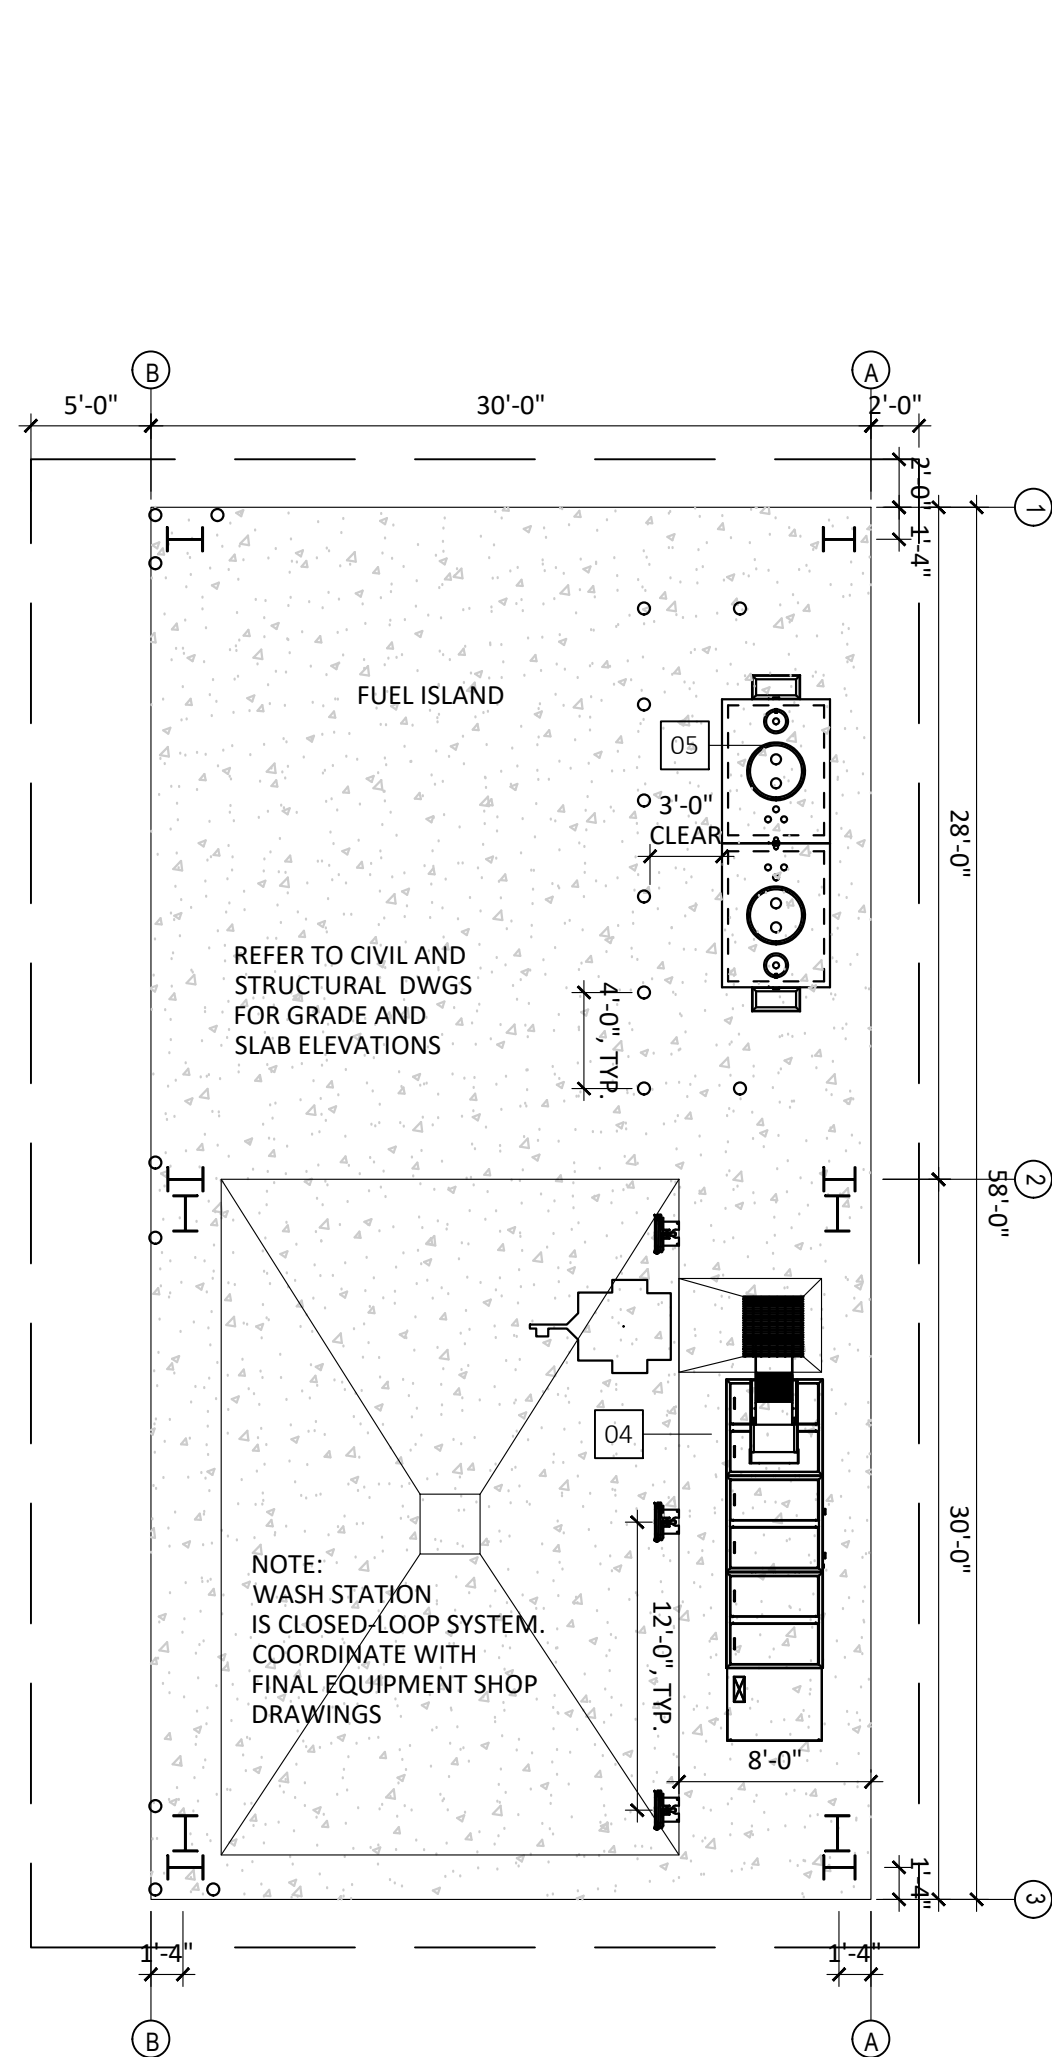 B
A
5'-0"
30'-0"
2'-0"
2'-0"
1
1'-4"
FUEL ISLAND
05
3'-0"
CLEAR
28'-0"
REFER TO CIVIL AND
STRUCTURAL DWGS
FOR GRADE AND
SLAB ELEVATIONS
4'-0", TYP.
2
58'-0"
04
30'-0"
NOTE:
WASH STATION
IS CLOSED-LOOP SYSTEM.
COORDINATE WITH
FINAL EQUIPMENT SHOP
DRAWINGS
12'-0", TYP.
8'-0"
1'-4"
3
1'-4"
1'-4"
B
A